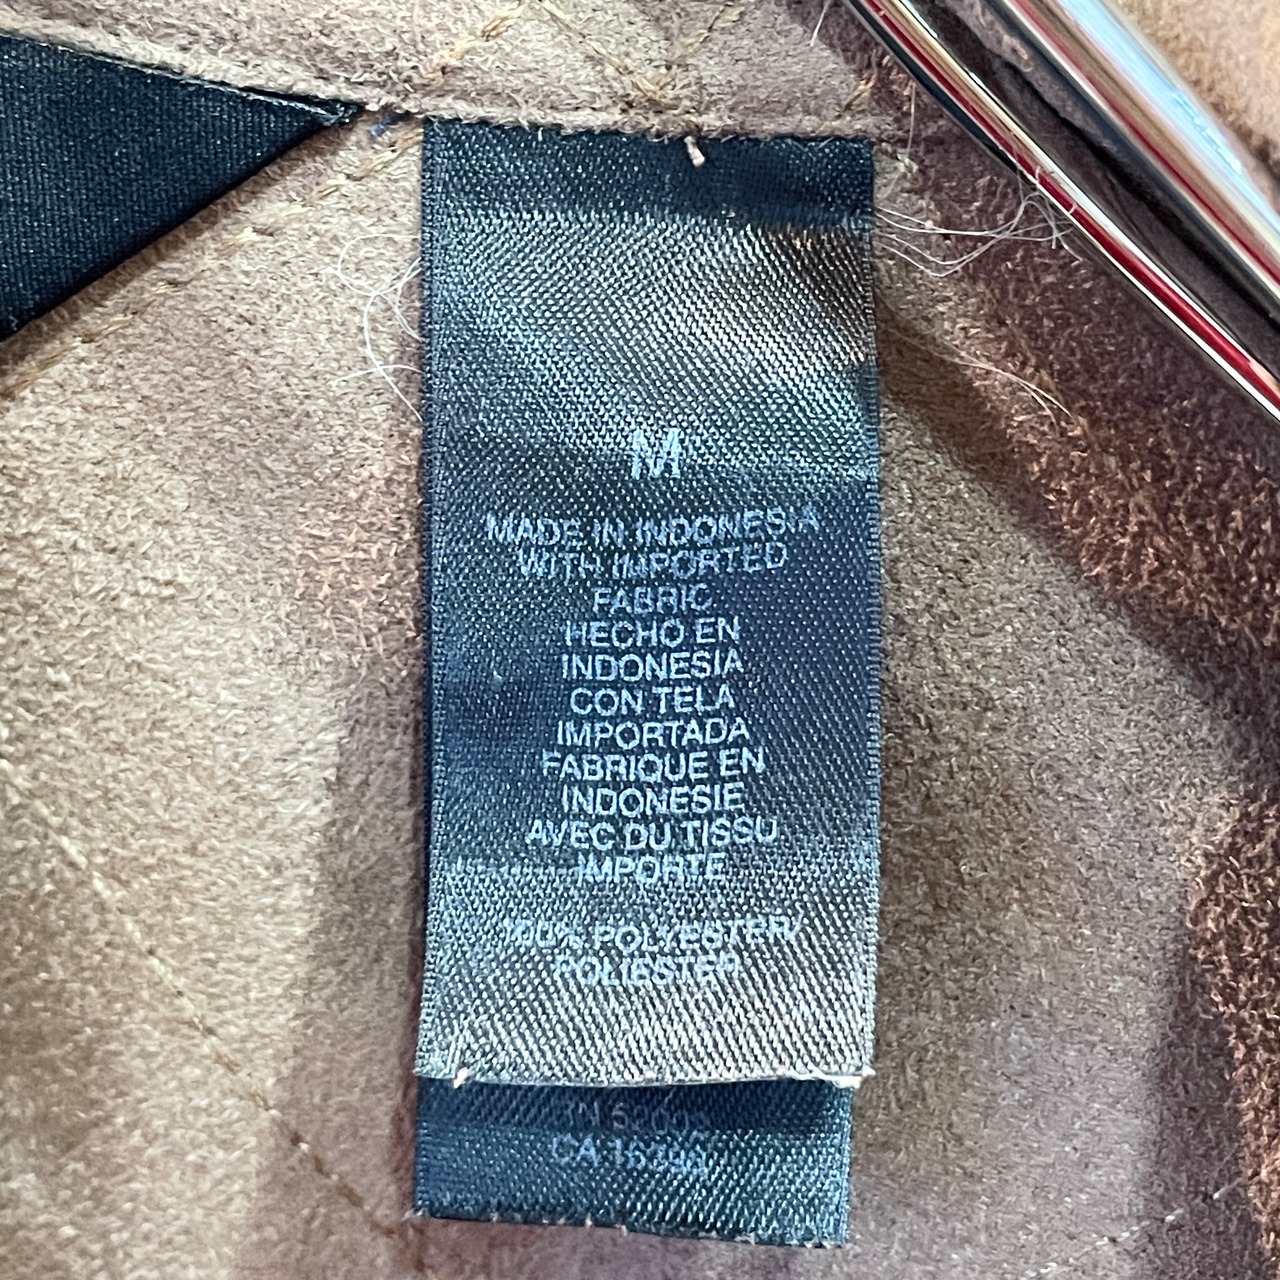 M
MADE IN INDONESIA
WITH IMPORTED
FABRIC
HECHO EN
INDONESIA
CON TELA
IMPORTADA
FABRIQUE EN
INDONESIE
AVEC DU TISSU
IMPORTE
100% POLYESTER/
POLIESTER